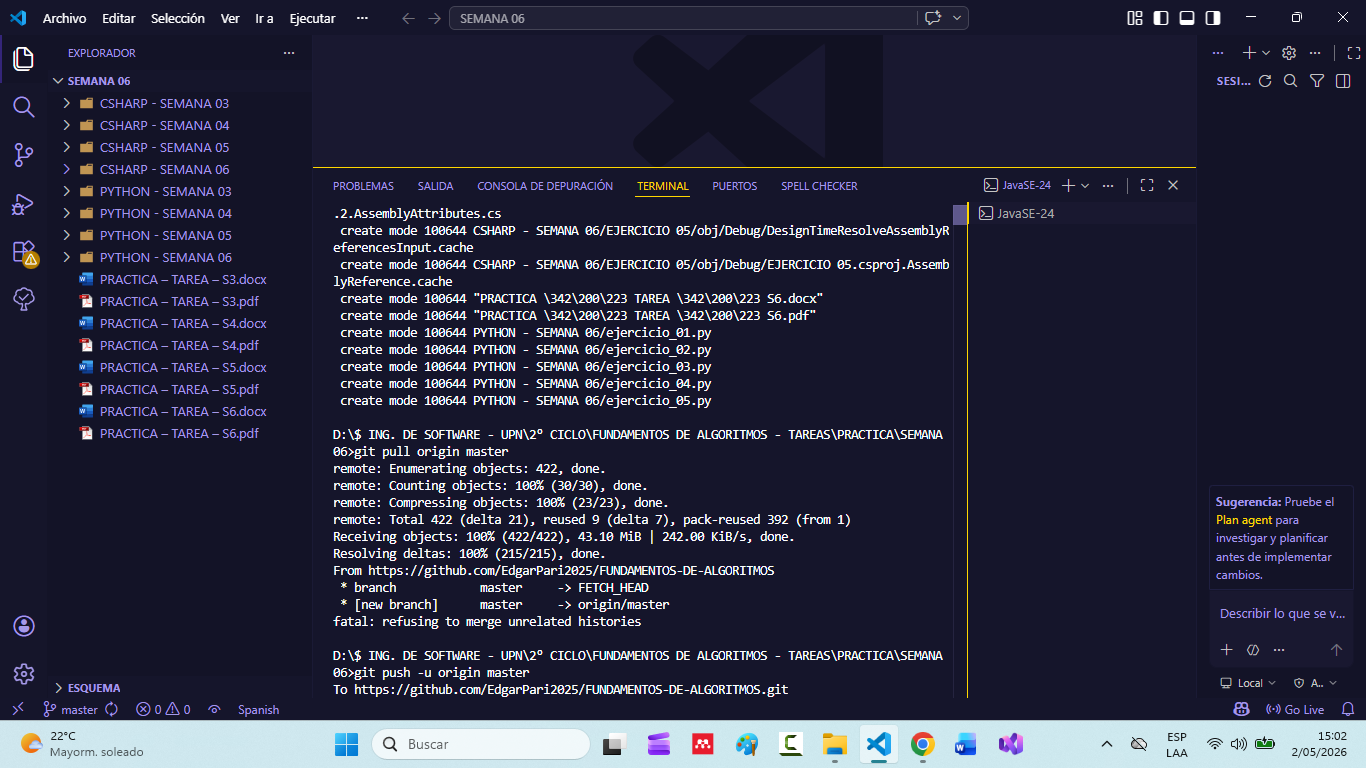 Archivo Editar Selección Ver Ir a Ejecutar ···
SEMANA 06
EXPLORADOR
SEMANA 06
CSHARP - SEMANA 03
CSHARP - SEMANA 04
CSHARP - SEMANA 05
CSHARP - SEMANA 06
PYTHON - SEMANA 03
PYTHON - SEMANA 04
PYTHON - SEMANA 05
PYTHON - SEMANA 06
PRACTICA – TAREA – S3.docx
PRACTICA – TAREA – S3.pdf
PRACTICA – TAREA – S4.docx
PRACTICA – TAREA – S4.pdf
PRACTICA – TAREA – S5.docx
PRACTICA – TAREA – S5.pdf
PRACTICA – TAREA – S6.docx
PRACTICA – TAREA – S6.pdf
ESQUEMA
PROBLEMAS SALIDA CONSOLA DE DEPURACIÓN TERMINAL PUERTOS SPELL CHECKER
JavaSE-24
JavaSE-24
.2.AssemblyAttributes.cs
create mode 100644 CSHARP - SEMANA 06/EJERCICIO 05/obj/Debug/DesignTimeResolveAssemblyR
eferencesInput.cache
create mode 100644 CSHARP - SEMANA 06/EJERCICIO 05/obj/Debug/EJERCICIO 05.csproj.Assemb
lyReference.cache
create mode 100644 "PRACTICA \342\200\223 TAREA \342\200\223 S6.docx"
create mode 100644 "PRACTICA \342\200\223 TAREA \342\200\223 S6.pdf"
create mode 100644 PYTHON - SEMANA 06/ejercicio_01.py
create mode 100644 PYTHON - SEMANA 06/ejercicio_02.py
create mode 100644 PYTHON - SEMANA 06/ejercicio_03.py
create mode 100644 PYTHON - SEMANA 06/ejercicio_04.py
create mode 100644 PYTHON - SEMANA 06/ejercicio_05.py
D:\$ ING. DE SOFTWARE - UPN\2º CICLO\FUNDAMENTOS DE ALGORITMOS - TAREAS\PRACTICA\SEMANA
06>git pull origin master
remote: Enumerating objects: 422, done.
remote: Counting objects: 100% (30/30), done.
remote: Compressing objects: 100% (23/23), done.
remote: Total 422 (delta 21), reused 9 (delta 7), pack-reused 392 (from 1)
Receiving objects: 100% (422/422), 43.10 MiB | 242.00 KiB/s, done.
Resolving deltas: 100% (215/215), done.
From https://github.com/EdgarPari2025/FUNDAMENTOS-DE-ALGORITMOS
* branch master -> FETCH_HEAD
* [new branch] master -> origin/master
fatal: refusing to merge unrelated histories
D:\$ ING. DE SOFTWARE - UPN\2º CICLO\FUNDAMENTOS DE ALGORITMOS - TAREAS\PRACTICA\SEMANA
06>git push -u origin master
To https://github.com/EdgarPari2025/FUNDAMENTOS-DE-ALGORITMOS.git
SESI...
Sugerencia: Pruebe el
Plan agent para
investigar y planificar
antes de implementar
cambios.
Describir lo que se v...
Local A..
master 0 0 Spanish
Go Live
22°C
Mayorm. soleado
Buscar
ESP
LAA
15:02
2/05/2026